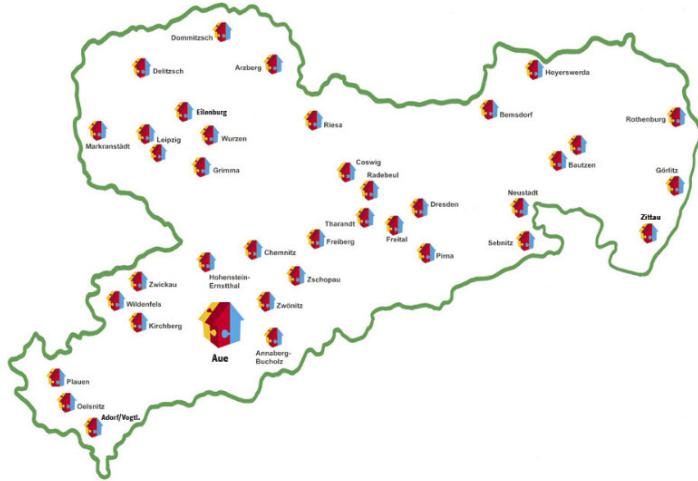 Dommitzsch
Arzberg
Delitzsch
Hoyerswerda
Eilenburg
Bernsdorf
Rothenburg
Riesa
Markranstädt
Leipzig
Wurzen
Grimma
Coswig
Bautzen
Görlitz
Radebeul
Neustadt
Dresden
Zittau
Tharandt
Freital
Freiberg
Sebnitz
Chemnitz
Pirna
Hohenstein-
Ernstthal
Zschopau
Zwickau
Wildenfels
Zwönitz
Kirchberg
Aue
Annaberg-
Bucholz
Plauen
Oelsnitz
Adorf/Vogtl.